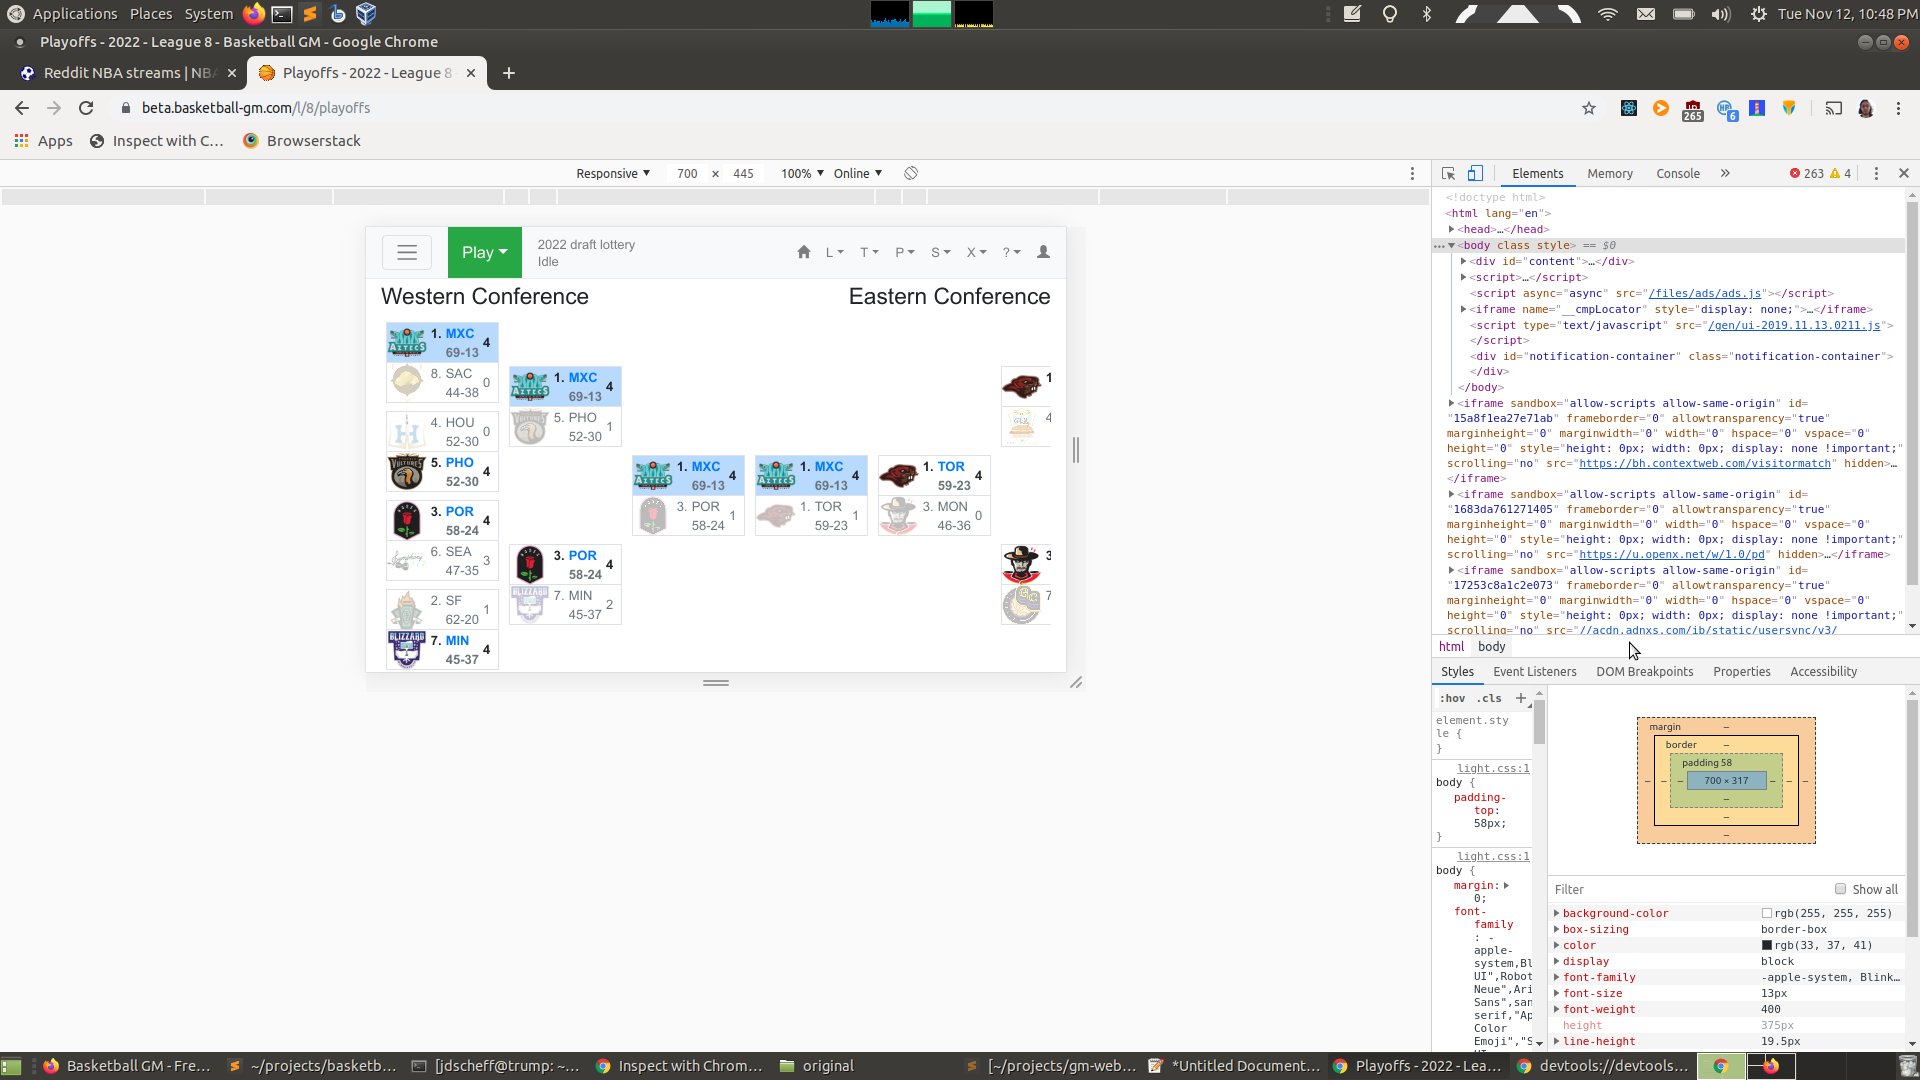 Applications Places System
Tue Nov 12, 10:48 PM
Playoffs - 2022 - League 8 - Basketball GM - Google Chrome
Reddit NBA streams | NBA
Playoffs - 2022 - League 8
beta.basketball-gm.com/l/8/playoffs
265
6
Apps
Inspect with C…
Browserstack
Responsive
700 × 445
100%
Online
Play
2022 draft lottery
Idle
L
T
P
S
X
?
Western Conference
Eastern Conference
1. MXC 4
69-13
8. SAC 0
44-38
4. HOU 0
52-30
5. PHO 4
52-30
3. POR 4
58-24
6. SEA 3
47-35
2. SF 1
62-20
7. MIN 4
45-37
1. MXC 4
69-13
5. PHO 1
52-30
3. POR 4
58-24
7. MIN 2
45-37
1. MXC 4
69-13
3. POR 1
58-24
1. MXC 4
69-13
1. TOR 1
59-23
1. TOR 4
59-23
3. MON 0
46-36
1
4
3
7
Elements Memory Console » 263 4
<!doctype html>
<html lang="en">
<head>…</head>
…<body class style> == $0
<div id="content">…</div>
<script>…</script>
<script async="async" src="/files/ads/ads.js"></script>
<iframe name="__cmpLocator" style="display: none;">…</iframe>
<script type="text/javascript" src="/gen/ui-2019.11.13.0211.js">
</script>
<div id="notification-container" class="notification-container">
</div>
</body>
<iframe sandbox="allow-scripts allow-same-origin" id=
"15a8f1ea27e71ab" frameborder="0" allowtransparency="true"
marginheight="0" marginwidth="0" width="0" hspace="0" vspace="0"
height="0" style="height: 0px; width: 0px; display: none !important;"
scrolling="no" src="https://bh.contextweb.com/visitormatch" hidden>…
</iframe>
<iframe sandbox="allow-scripts allow-same-origin" id=
"1683da761271405" frameborder="0" allowtransparency="true"
marginheight="0" marginwidth="0" width="0" hspace="0" vspace="0"
height="0" style="height: 0px; width: 0px; display: none !important;"
scrolling="no" src="https://u.openx.net/w/1.0/pd" hidden>…</iframe>
<iframe sandbox="allow-scripts allow-same-origin" id=
"17253c8a1c2e073" frameborder="0" allowtransparency="true"
marginheight="0" marginwidth="0" width="0" hspace="0" vspace="0"
height="0" style="height: 0px; width: 0px; display: none !important;"
scrolling="no" src="//acdn.adnxs.com/ib/static/usersync/v3/
html body
Styles Event Listeners DOM Breakpoints Properties Accessibility
:hov .cls +
element.sty
le {
}
light.css:1
body {
padding-
top:
58px;
}
light.css:1
body {
margin:
0;
font-
family
: -
apple-
system,Bl
UI",Robot
Neue",Ari
Sans",san
serif,"Ap
Color
Emoji","S
margin –
border –
padding 58
700 × 317
Filter
Show all
background-color rgb(255, 255, 255)
box-sizing border-box
color rgb(33, 37, 41)
display block
font-family -apple-system, Blink…
font-size 13px
font-weight 400
height 375px
line-height 19.5px
Basketball GM - Fre…
~/projects/basketb…
[jdscheff@trump: ~…
Inspect with Chrom…
original
[~/projects/gm-web…
*Untitled Document…
Playoffs - 2022 - Lea…
devtools://devtools…